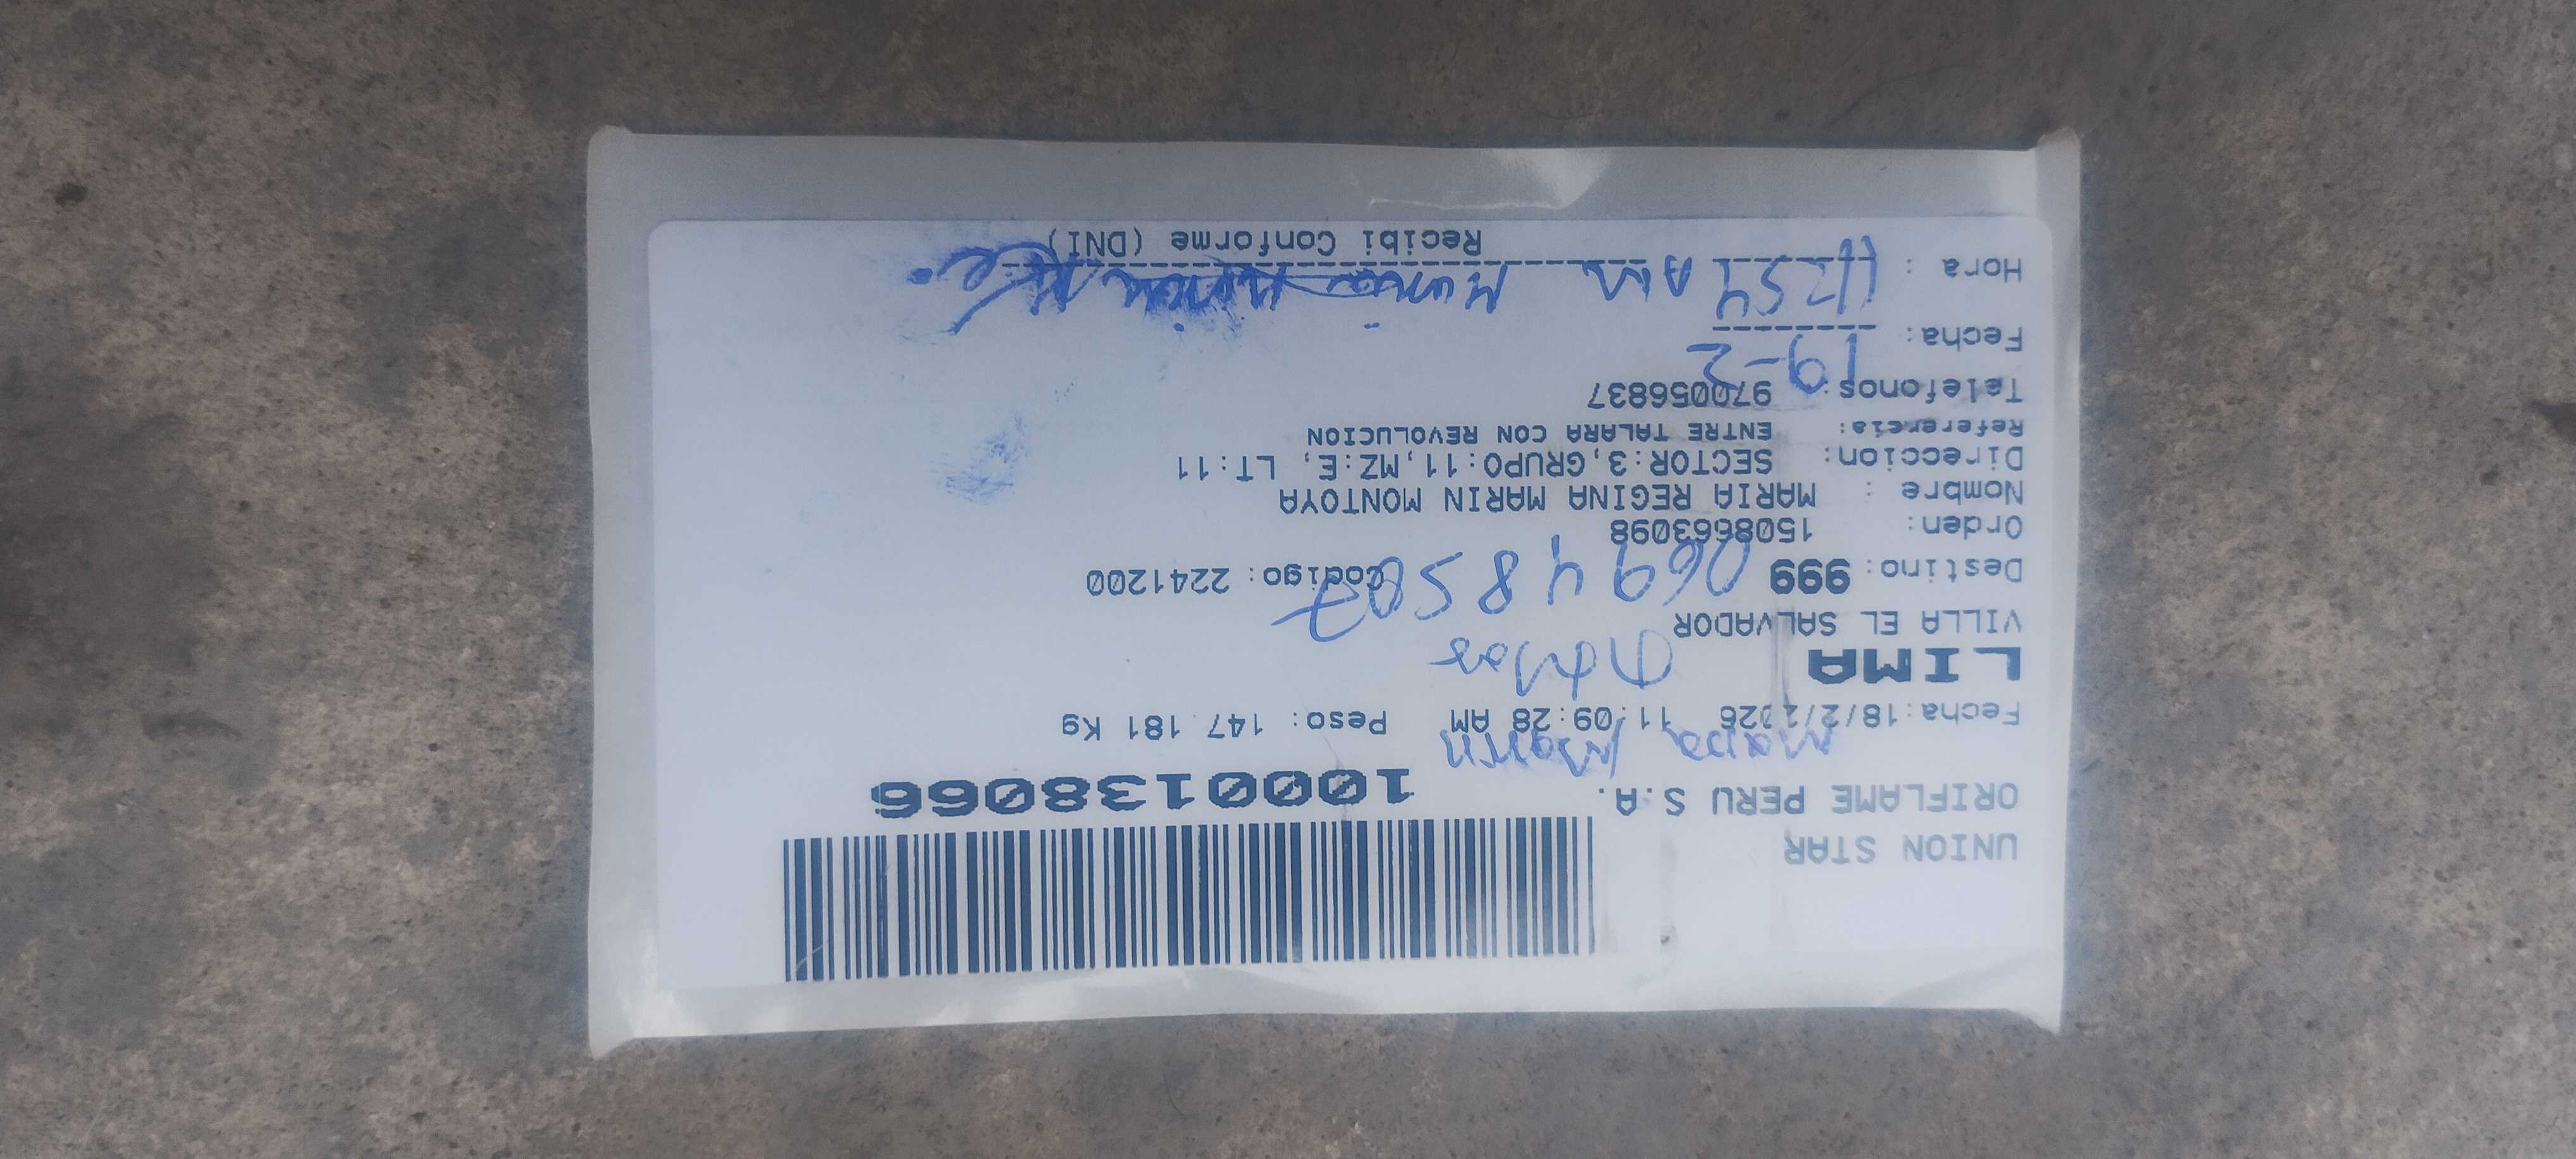 UNION STAR
ORIFLAME PERU S.A.
1000138066
Maria Marin
Fecha:18/2/2026 11:09:28 AM Peso: 147.181 Kg
LIMA
VILLA EL SALVADOR
Destino: 999 Codigo: 2241200
06948507
Orden: 1508663098
Nombre : MARIA REGINA MARIN MONTOYA
Direccion: SECTOR:3,GRUPO:11,MZ:E, LT:11
Referencia: ENTRE TALARA CON REVOLUCION
Telefonos: 970056837
Fecha: 19-2
Hora : 11:54 AM
Recibi Conforme (DNI)